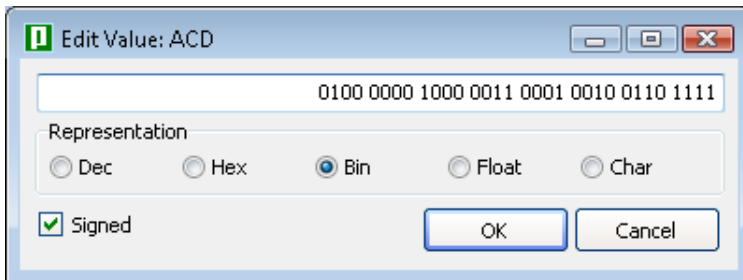 µ Edit Value: ACD
0100 0000 1000 0011 0001 0010 0110 1111
Representation
Dec Hex Bin Float Char
Signed OK Cancel